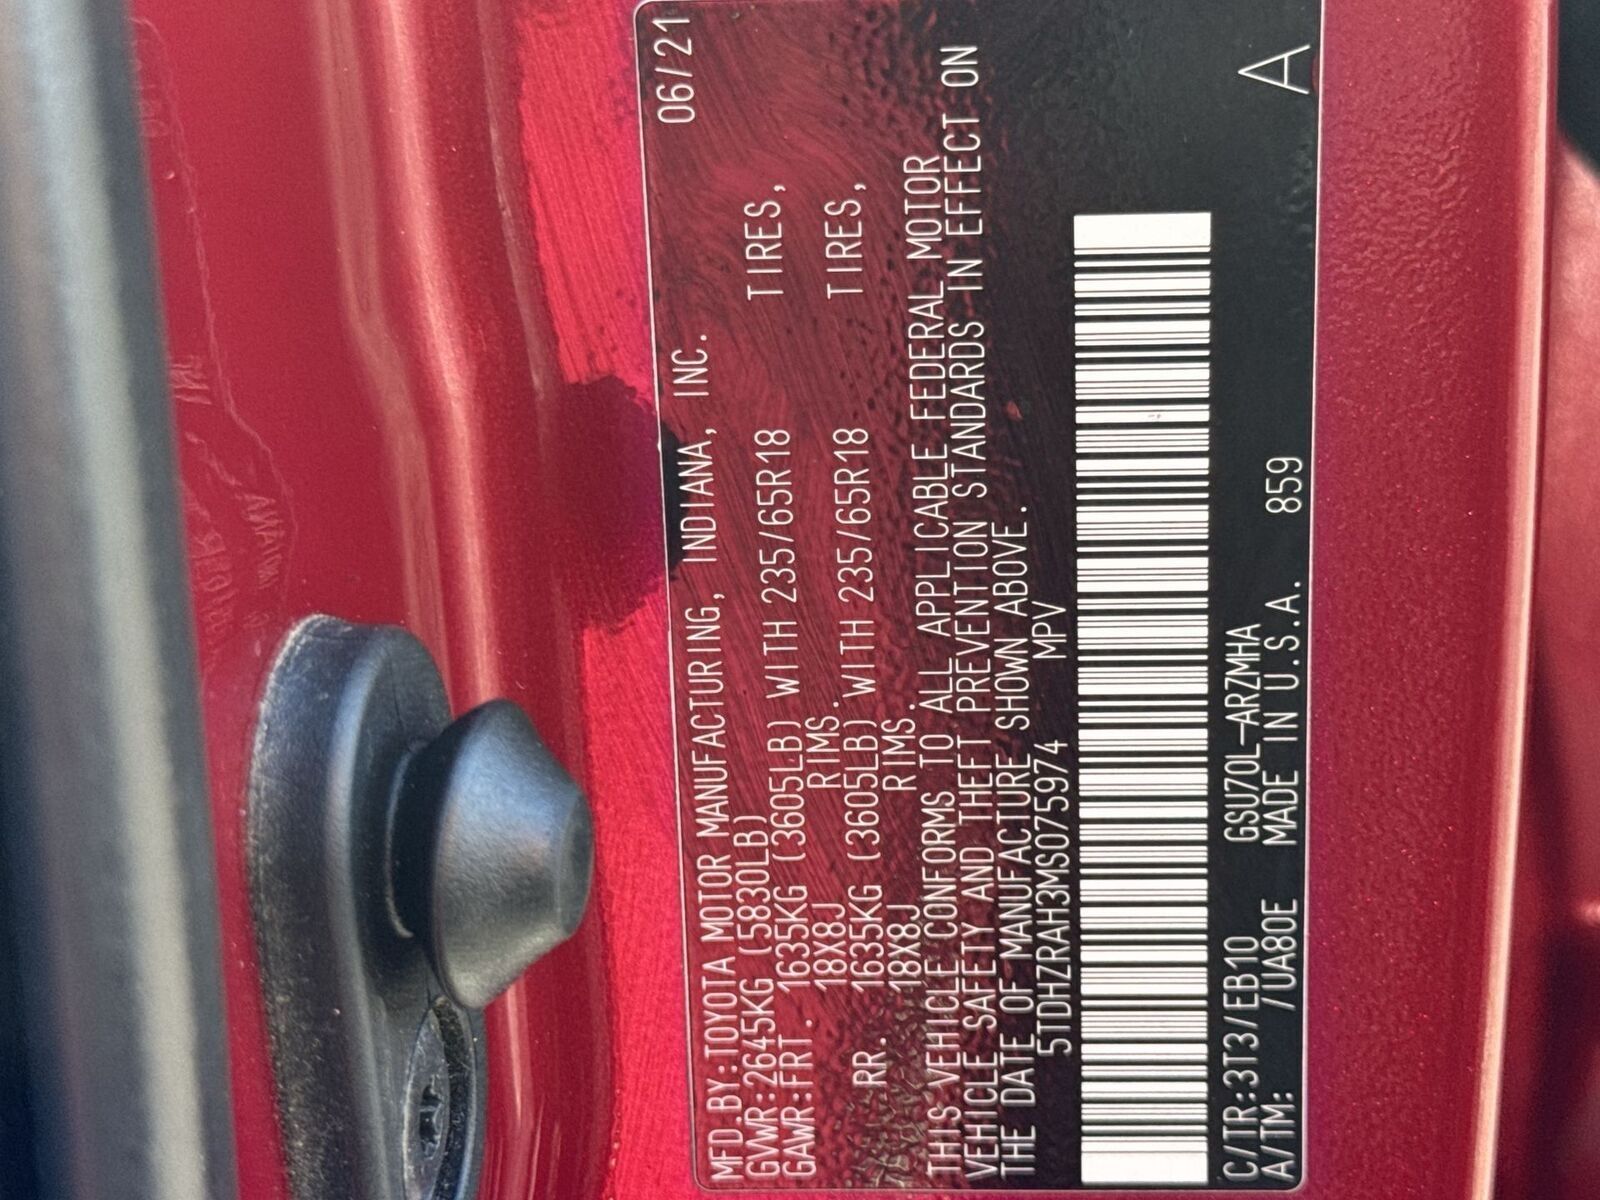 MFD.BY:TOYOTA MOTOR MANUFACTURING, INDIANA, INC. 06/21
GVWR:2645KG (5830LB)
GAWR:FRT. 1635KG (3605LB) WITH 235/65R18 TIRES,
18X8J RIMS.
RR. 1635KG (3605LB) WITH 235/65R18 TIRES,
18X8J RIMS.
THIS VEHICLE CONFORMS TO ALL APPLICABLE FEDERAL MOTOR
VEHICLE SAFETY AND THEFT PREVENTION STANDARDS IN EFFECT ON
THE DATE OF MANUFACTURE SHOWN ABOVE.
5TDHZRAH3MS075974 MPV
C/TR:3T3/EB10 GSU70L-ARZMHA
A/TM: /UA80E MADE IN U.S.A. 859 A